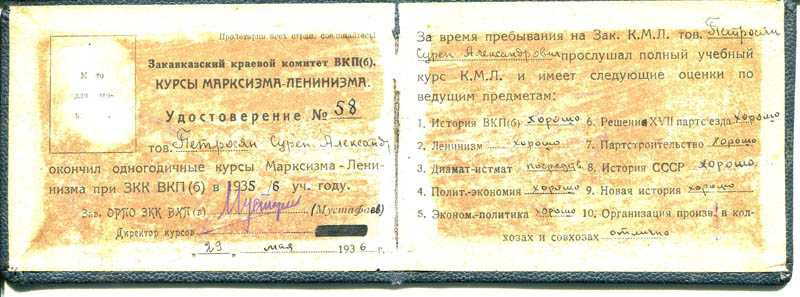 Пролетарии всех стран, соединяйтесь!
Закавказский краевой комитет ВКП(б).
КУРСЫ МАРКСИЗМА-ЛЕНИНИЗМА.
Удостоверение № 58
тов. Петросян Сурен Александр
окончил одногодичные курсы Марксизма-Лени-
низма при ЗКК ВКП(б) в 1935/6 уч. году.
Зав. ОРПО ЗКК ВКП(б) (Мустафаев)
Директор курсов
"29" мая 1936 г.
За время пребывания на Зак. К.М.Л. тов. Петросян
Сурен Александрович прослушал полный учебный
курс К.М.Л. и имеет следующие оценки по
ведущим предметам:
1. История ВКП(б) хорошо 6. Решения XVII партс'езда хорошо
2. Ленинизм хорошо 7. Партстроительство хорошо
3. Диамат-истмат посредств 8. История СССР хорошо
4. Полит.-экономия хорошо 9. Новая история хорошо
5. Эконом.-политика хорошо 10. Организация произв. в кол-
хозах и совхозах отлично